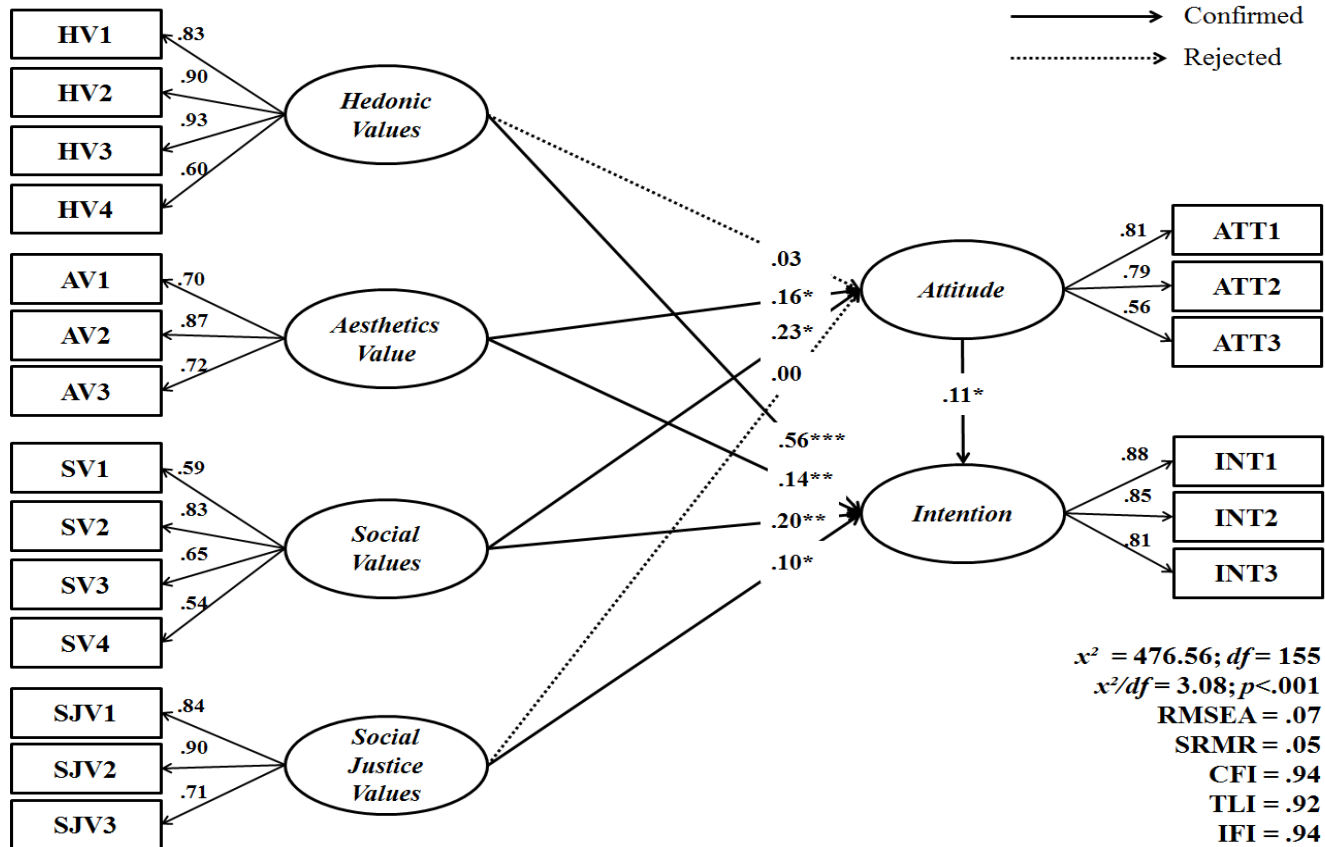 Confirmed
Rejected
HV1
HV2
HV3
HV4
.83
.90
.93
.60
Hedonic
Values
AV1
AV2
AV3
.70
.87
.72
Aesthetics
Value
SV1
SV2
SV3
SV4
.59
.83
.65
.54
Social
Values
SJV1
SJV2
SJV3
.84
.90
.71
Social
Justice
Values
.03
.16*
.23*
.00
.56***
.14**
.20**
.10*
Attitude
.11*
Intention
.81
.79
.56
ATT1
ATT2
ATT3
.88
.85
.81
INT1
INT2
INT3
x² = 476.56; df = 155
x²/df = 3.08; p<.001
RMSEA = .07
SRMR = .05
CFI = .94
TLI = .92
IFI = .94